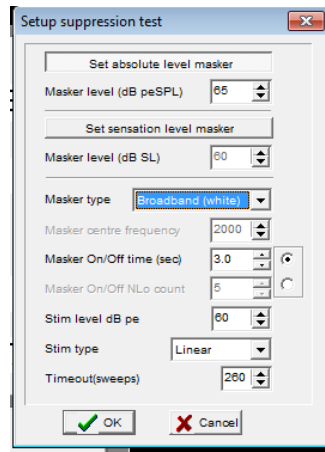 Setup suppression test
Set absolute level masker
Masker level (dB peSPL) 65
Set sensation level masker
Masker level (dB SL) 60
Masker type Broadband (white)
Masker centre frequency 2000
Masker On/Off time (sec) 3.0
Masker On/Off NLo count 5
Stim level dB pe 60
Stim type Linear
Timeout(sweeps) 260
OK Cancel